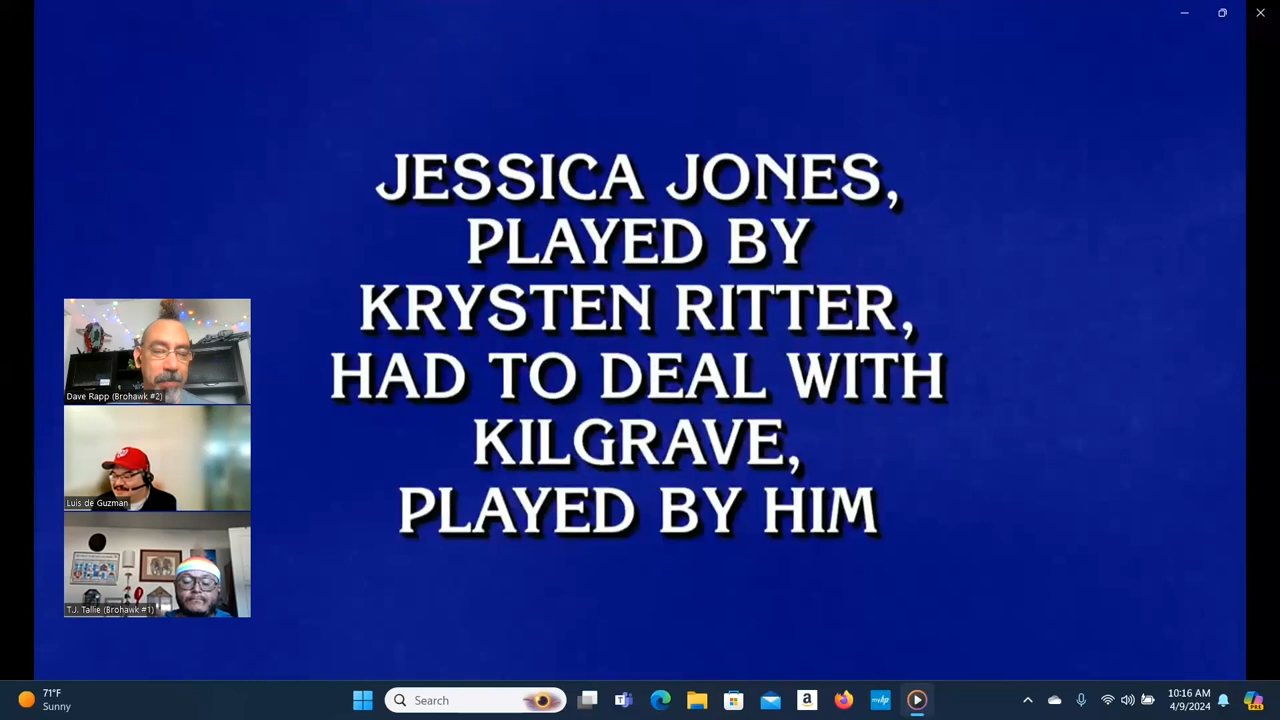 JESSICA JONES,
PLAYED BY
KRYSTEN RITTER,
HAD TO DEAL WITH
KILGRAVE,
PLAYED BY HIM
Dave Rapp (Brohawk #2)
Luis de Guzman
T.J. Tallie (Brohawk #1)
71°F
Sunny
Search
10:16 AM
4/9/2024